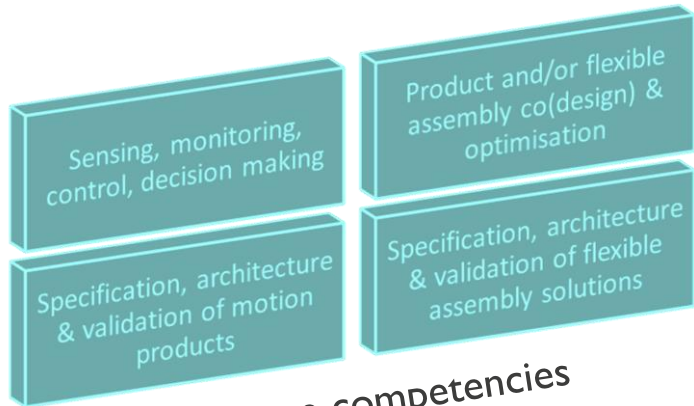 Sensing, monitoring,
control, decision making
Product and/or flexible
assembly co(design) &
optimisation
Specification, architecture
& validation of motion
products
Specification, architecture
& validation of flexible
assembly solutions
competencies